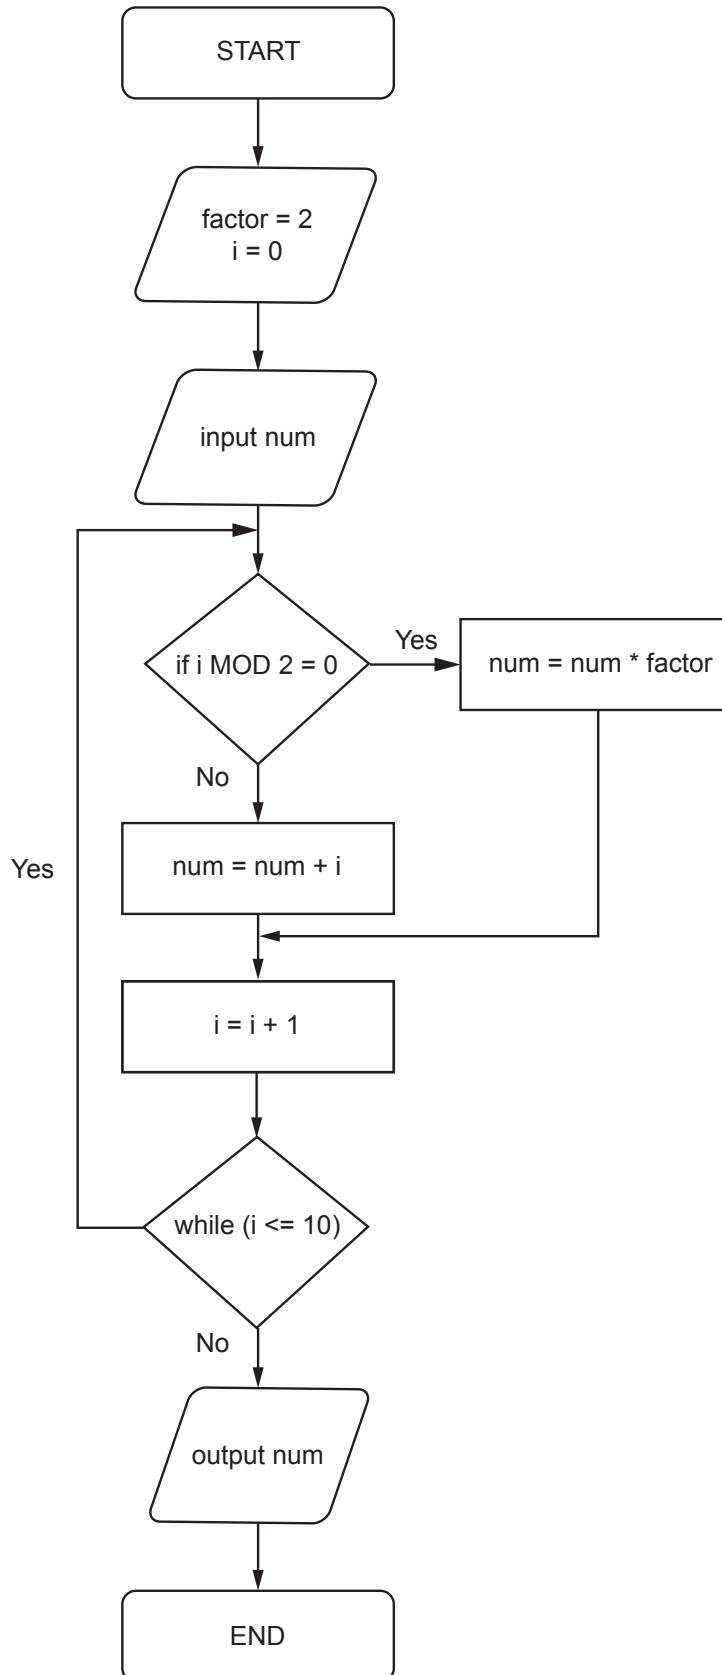 START
factor = 2
i = 0
input num
if i MOD 2 = 0
Yes
num = num * factor
No
num = num + i
Yes
i = i + 1
while (i <= 10)
No
output num
END